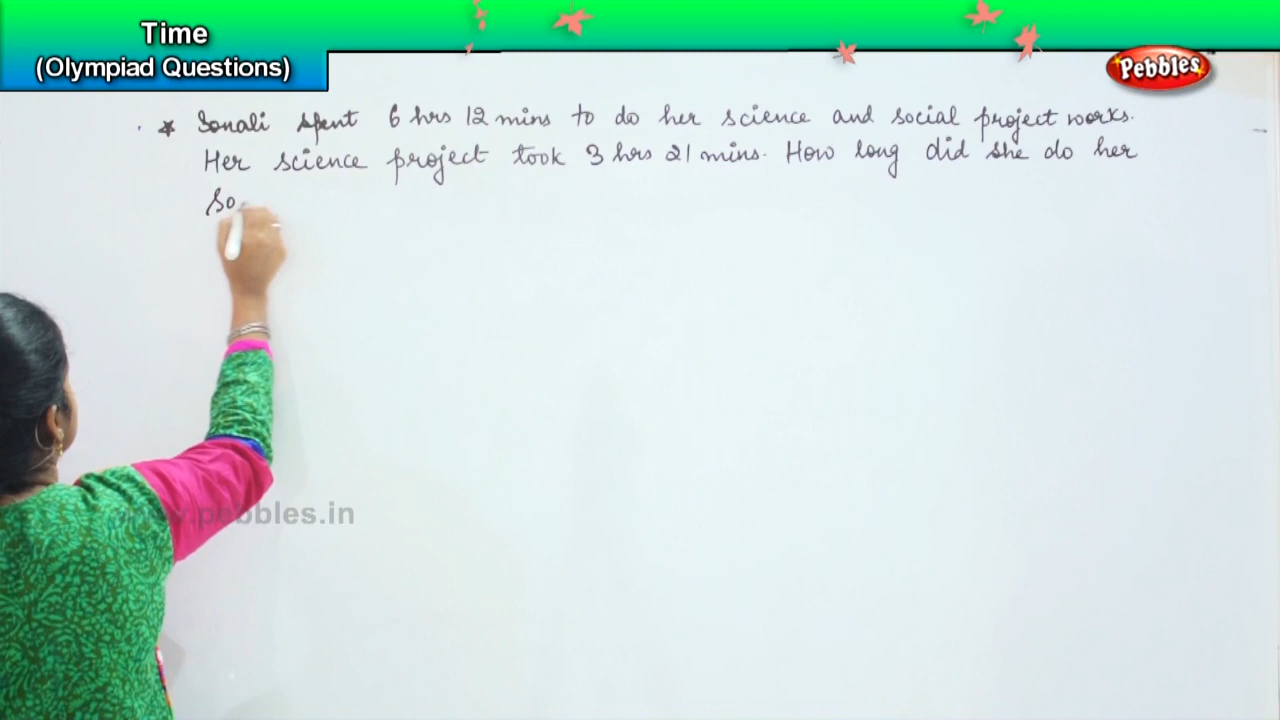 Time
(Olympiad Questions)
Pebbles
* Sonali spent 6 hrs 12 mins to do her science and social project works.
Her science project took 3 hrs 21 mins. How long did she do her
So
www.pebbles.in